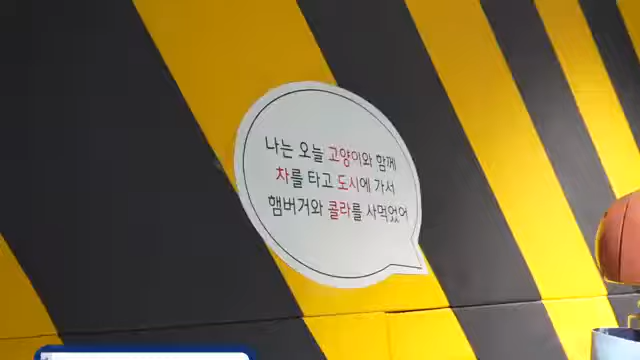 나는 오늘 고양이와 함께
차를 타고 도시에 가서
햄버거와 콜라를 사먹었어